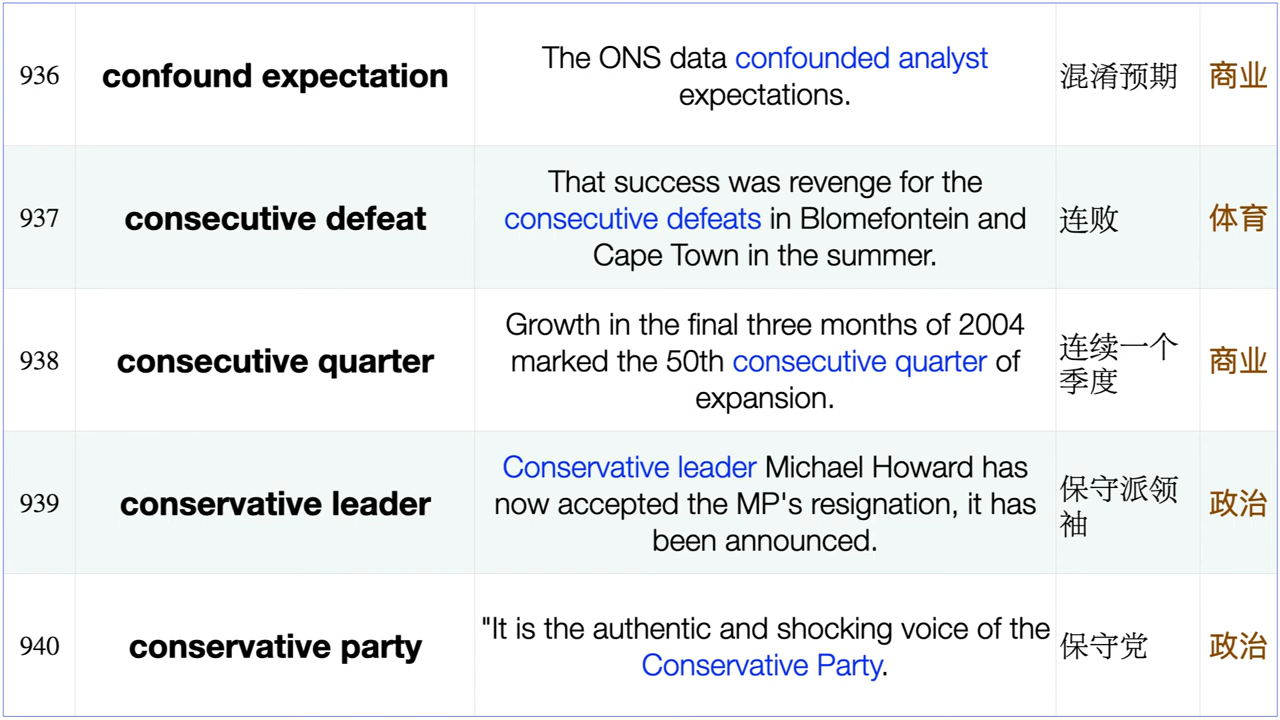 936
confound expectation
The ONS data confounded analyst
expectations.
混淆预期
商业
937
consecutive defeat
That success was revenge for the
consecutive defeats in Blomefontein and
Cape Town in the summer.
连败
体育
938
consecutive quarter
Growth in the final three months of 2004
marked the 50th consecutive quarter of
expansion.
连续一个
季度
商业
939
conservative leader
Conservative leader Michael Howard has
now accepted the MP's resignation, it has
been announced.
保守派领
袖
政治
940
conservative party
"It is the authentic and shocking voice of the
Conservative Party.
保守党
政治